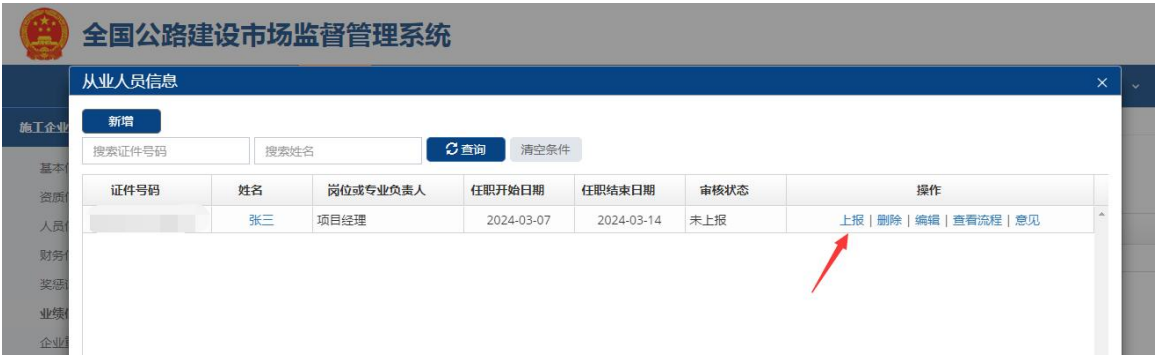 全国公路建设市场监督管理系统
从业人员信息
施工企业
新增
搜索证件号码 搜索姓名 查询 清空条件
基本
资质
证件号码 姓名 岗位或专业负责人 任职开始日期 任职结束日期 审核状态 操作
人员
张三 项目经理 2024-03-07 2024-03-14 未上报 上报 | 删除 | 编辑 | 查看流程 | 意见
财务
奖惩
业绩
企业